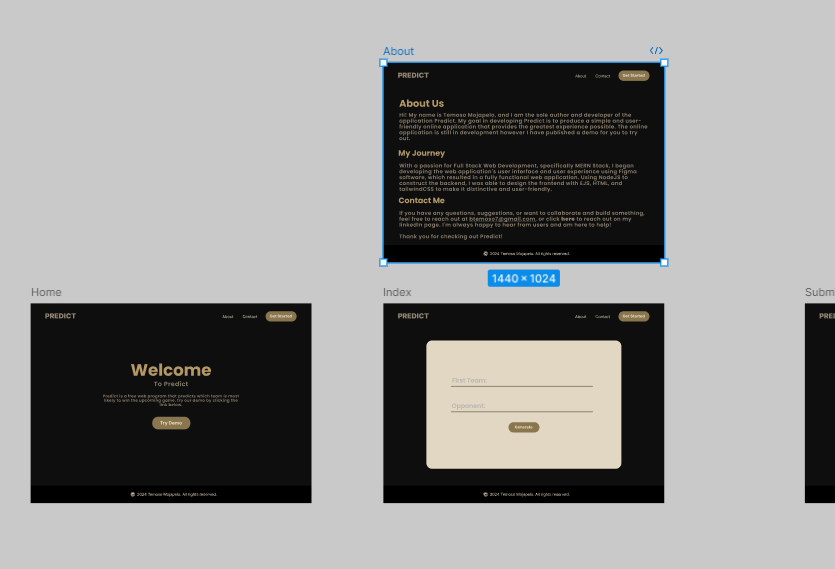 About
PREDICT
About Contact Get Started
About Us
Hi! My name is Temoso Mojapelo, and I am the sole author and developer of the
application Predict. My goal in developing Predict is to produce a simple and user-
friendly online application that provides the greatest experience possible. The online
application is still in development however I have published a demo for you to try
out.
My Journey
With a passion for Full Stack Web Development, specifically MERN Stack, I began
developing the web application's user interface and user experience using Figma
software, which resulted in a fully functional web application. Using NodeJS to
construct the backend, I was able to design the frontend with EJS, HTML, and
tailwindCSS to make it distinctive and user-friendly.
Contact Me
If you have any questions, suggestions, or want to collaborate and build something,
feel free to reach out at btemoso7@gmail.com, or click here to reach out on my
linkedIn page. I'm always happy to hear from users and am here to help!
Thank you for checking out Predict!
© 2024 Temoso Mojapelo. All rights reserved.
1440 × 1024
Home
PREDICT
About Contact Get Started
Welcome
To Predict
Predict is a free web program that predicts which team is most
likely to win the upcoming game. Try our demo by clicking the
link below.
Try Demo
© 2024 Temoso Mojapelo. All rights reserved.
Index
PREDICT
About Contact Get Started
First Team:
Opponent:
Generate
© 2024 Temoso Mojapelo. All rights reserved.
Subm
PRE